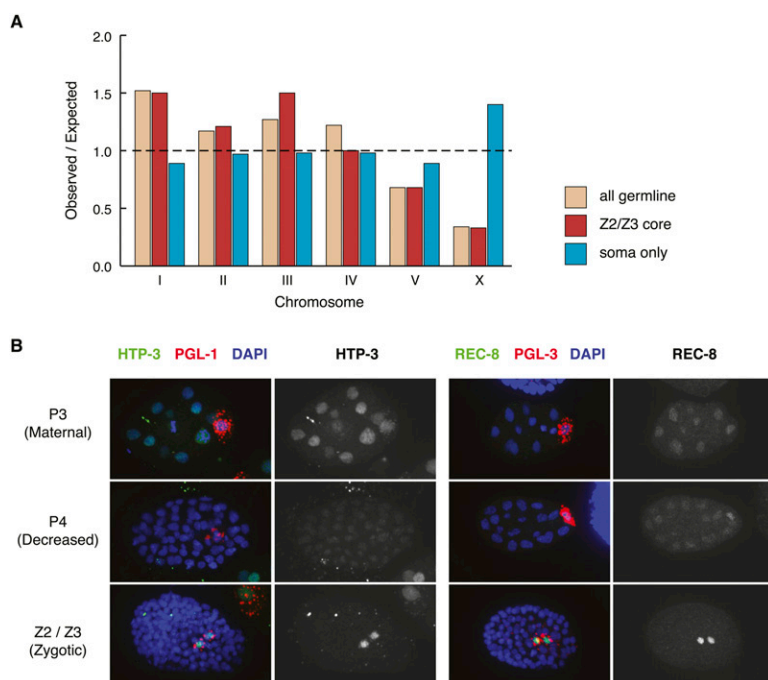 A
2.0
1.5
1.0
0.5
0.0
Observed / Expected
I II III IV V X
Chromosome
all germline
Z2/Z3 core
soma only
B
HTP-3 PGL-1 DAPI HTP-3 REC-8 PGL-3 DAPI REC-8
P3
(Maternal)
P4
(Decreased)
Z2 / Z3
(Zygotic)